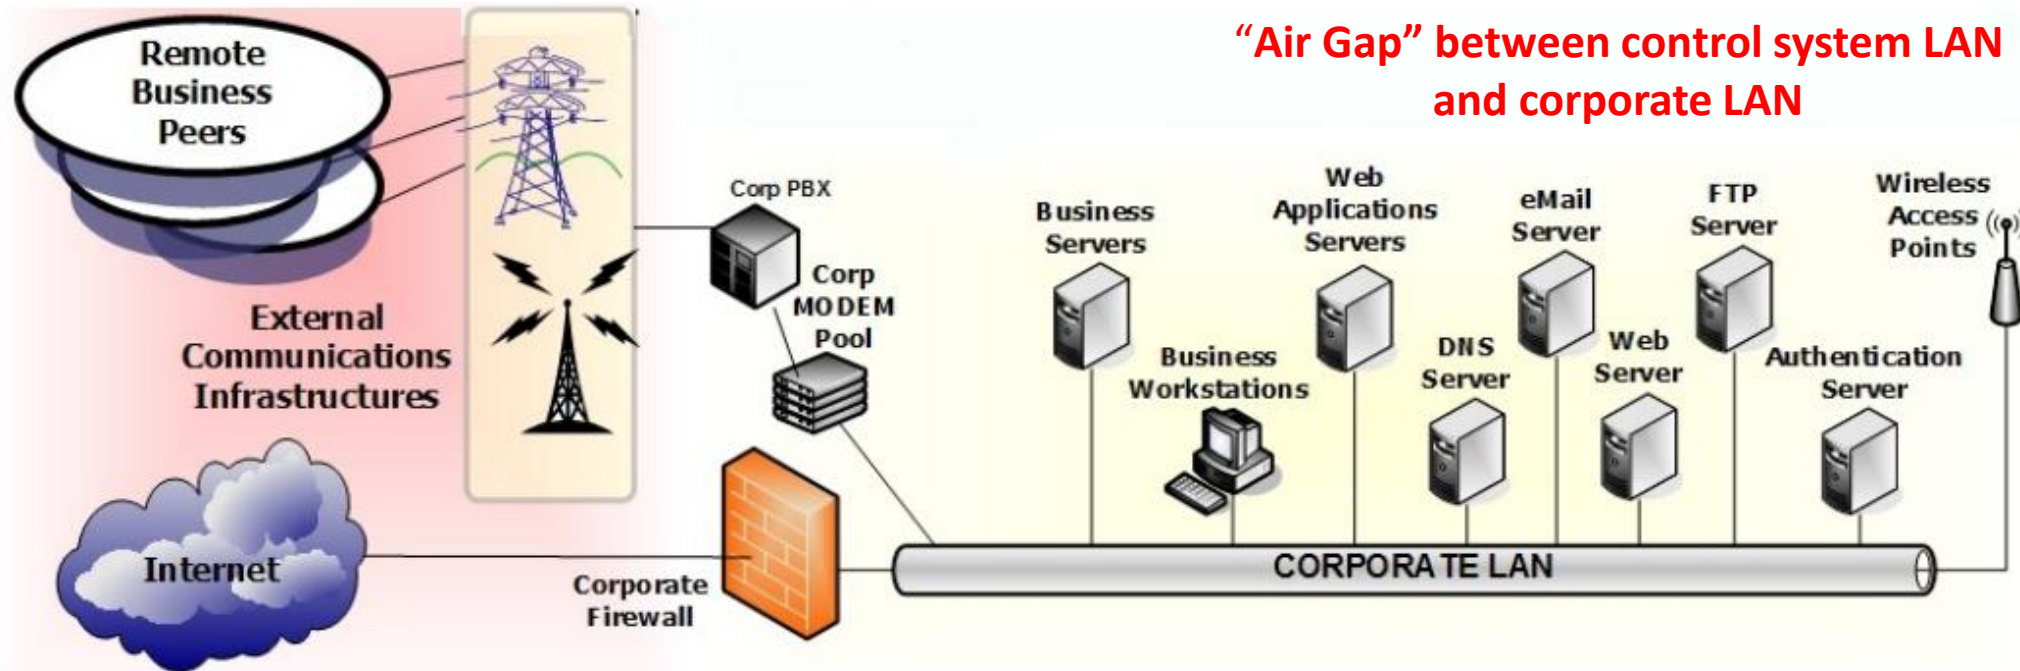 “Air Gap” between control system LAN
and corporate LAN
Remote
Business
Peers
External
Communications
Infrastructures
Internet
Corporate
Firewall
Corp PBX
Corp
MODEM
Pool
Business
Servers
Business
Workstations
Web
Applications
Servers
DNS
Server
eMail
Server
Web
Server
FTP
Server
Authentication
Server
Wireless
Access
Points
CORPORATE LAN